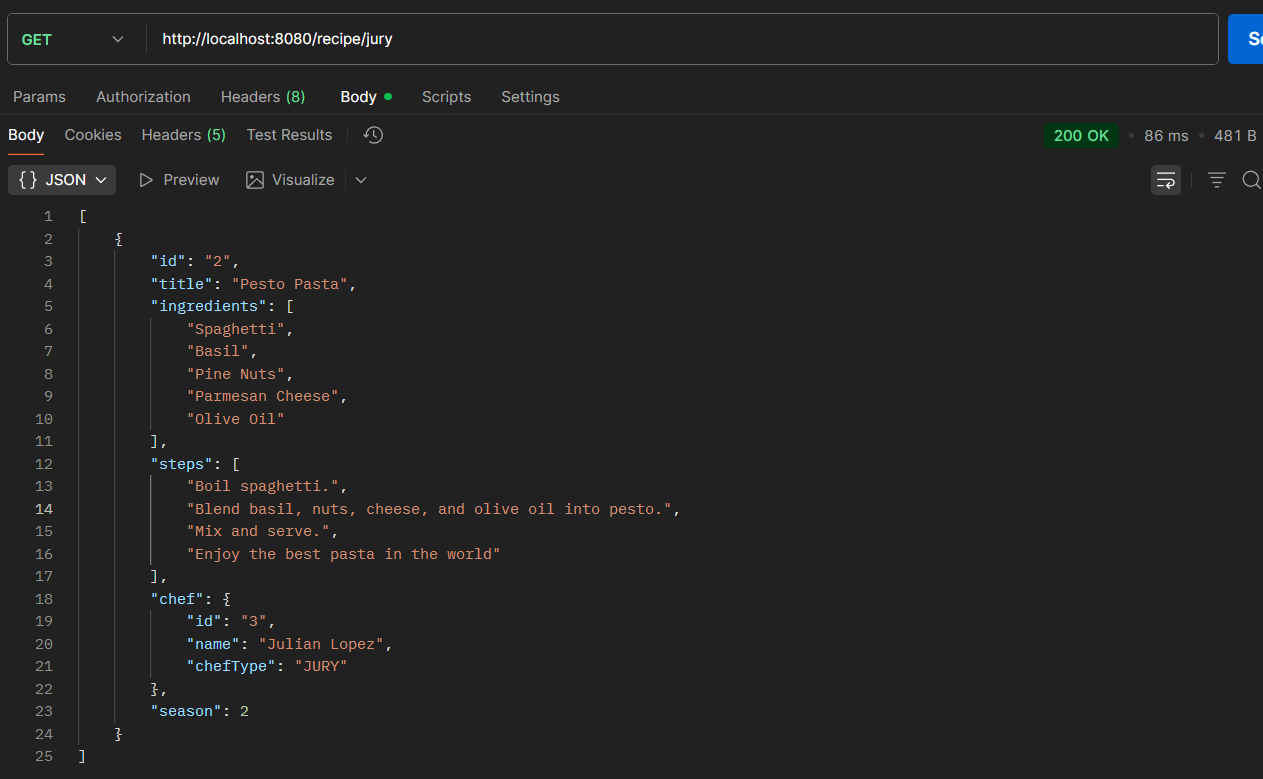 GET http://localhost:8080/recipe/jury
Params Authorization Headers (8) Body Scripts Settings
Body Cookies Headers (5) Test Results 200 OK 86 ms 481 B
{} JSON Preview Visualize
1 [
2 {
3 "id": "2",
4 "title": "Pesto Pasta",
5 "ingredients": [
6 "Spaghetti",
7 "Basil",
8 "Pine Nuts",
9 "Parmesan Cheese",
10 "Olive Oil"
11 ],
12 "steps": [
13 "Boil spaghetti.",
14 "Blend basil, nuts, cheese, and olive oil into pesto.",
15 "Mix and serve.",
16 "Enjoy the best pasta in the world"
17 ],
18 "chef": {
19 "id": "3",
20 "name": "Julian Lopez",
21 "chefType": "JURY"
22 },
23 "season": 2
24 }
25 ]